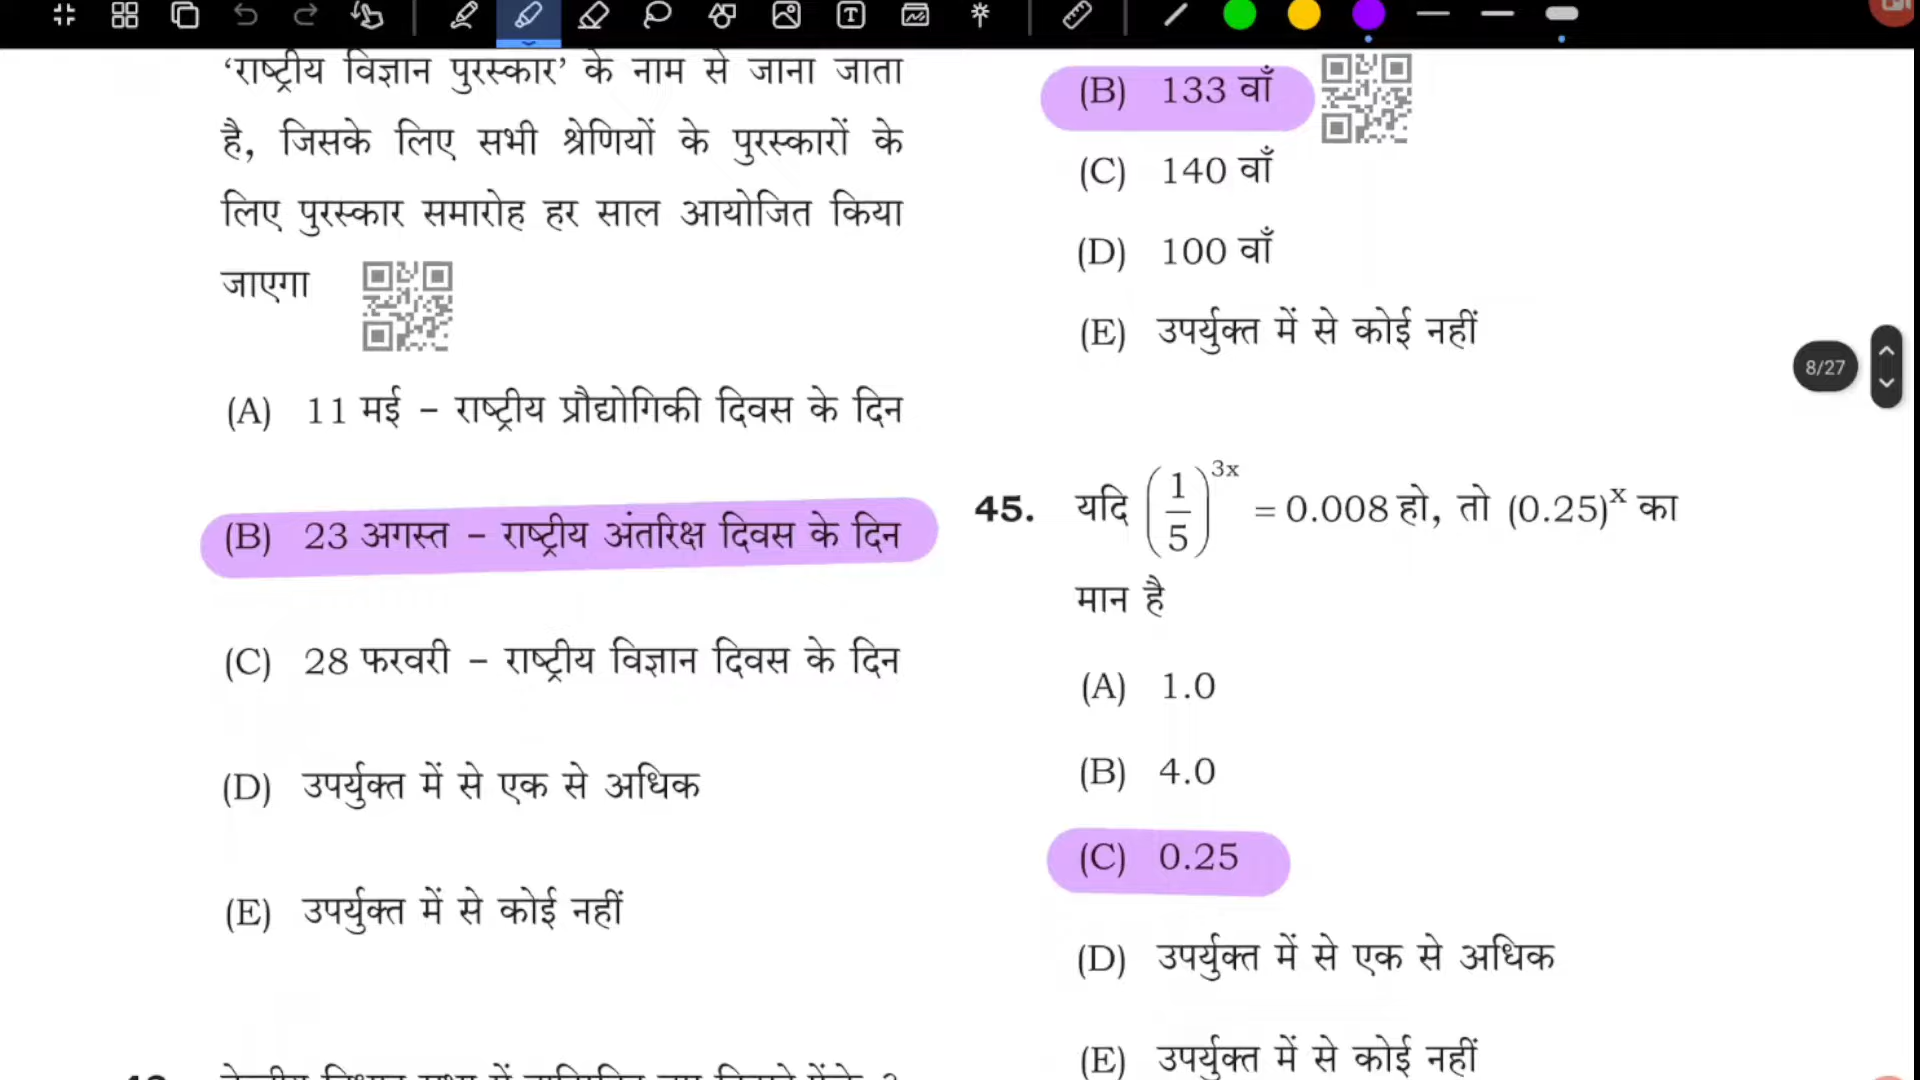 ‘राष्ट्रीय विज्ञान पुरस्कार’ के नाम से जाना जाता
है, जिसके लिए सभी श्रेणियों के पुरस्कारों के
लिए पुरस्कार समारोह हर साल आयोजित किया
जाएगा
(A) 11 मई – राष्ट्रीय प्रौद्योगिकी दिवस के दिन
(B) 23 अगस्त – राष्ट्रीय अंतरिक्ष दिवस के दिन
(C) 28 फरवरी – राष्ट्रीय विज्ञान दिवस के दिन
(D) उपर्युक्त में से एक से अधिक
(E) उपर्युक्त में से कोई नहीं
(B) 133 वाँ
(C) 140 वाँ
(D) 100 वाँ
(E) उपर्युक्त में से कोई नहीं
45. यदि (1/5)^3x = 0.008 हो, तो (0.25)^x का
मान है
(A) 1.0
(B) 4.0
(C) 0.25
(D) उपर्युक्त में से एक से अधिक
(E) उपर्युक्त में से कोई नहीं
8/27